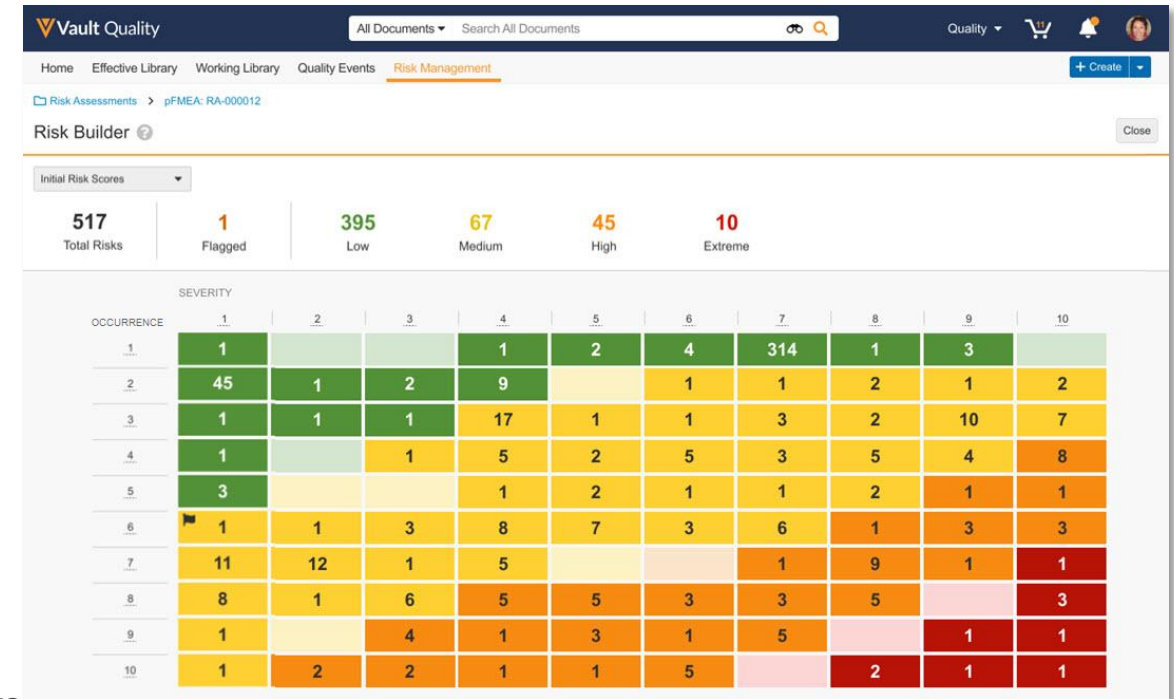 Vault Quality All Documents Search All Documents Quality 11
Home Effective Library Working Library Quality Events Risk Management + Create
Risk Assessments > pFMEA: RA-000012
Risk Builder ? Close
Initial Risk Scores
517 1 395 67 45 10
Total Risks Flagged Low Medium High Extreme
SEVERITY
OCCURRENCE 1 2 3 4 5 6 7 8 9 10
1 1 1 2 4 314 1 3
2 45 1 2 9 1 1 2 1 2
3 1 1 1 17 1 1 3 2 10 7
4 1 1 5 2 5 3 5 4 8
5 3 1 2 1 1 2 1 1
6 1 1 3 8 7 3 6 1 3 3
7 11 12 1 5 1 9 1 1
8 8 1 6 5 5 3 3 5 3
9 1 4 1 3 1 5 1 1
10 1 2 2 1 1 5 2 1 1